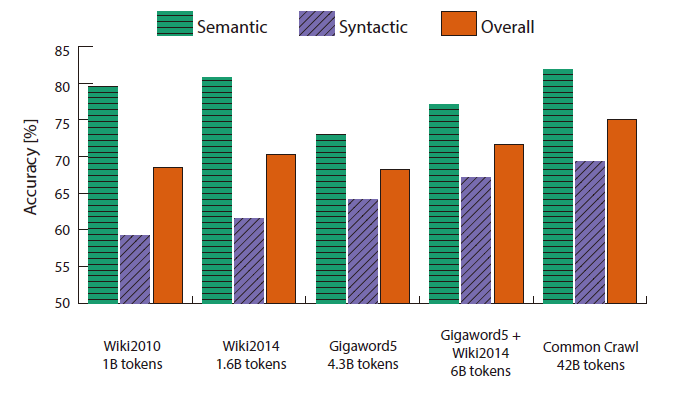 Semantic
Syntactic
Overall
Accuracy [%]
85
80
75
70
65
60
55
50
Wiki2010
1B tokens
Wiki2014
1.6B tokens
Gigaword5
4.3B tokens
Gigaword5 +
Wiki2014
6B tokens
Common Crawl
42B tokens